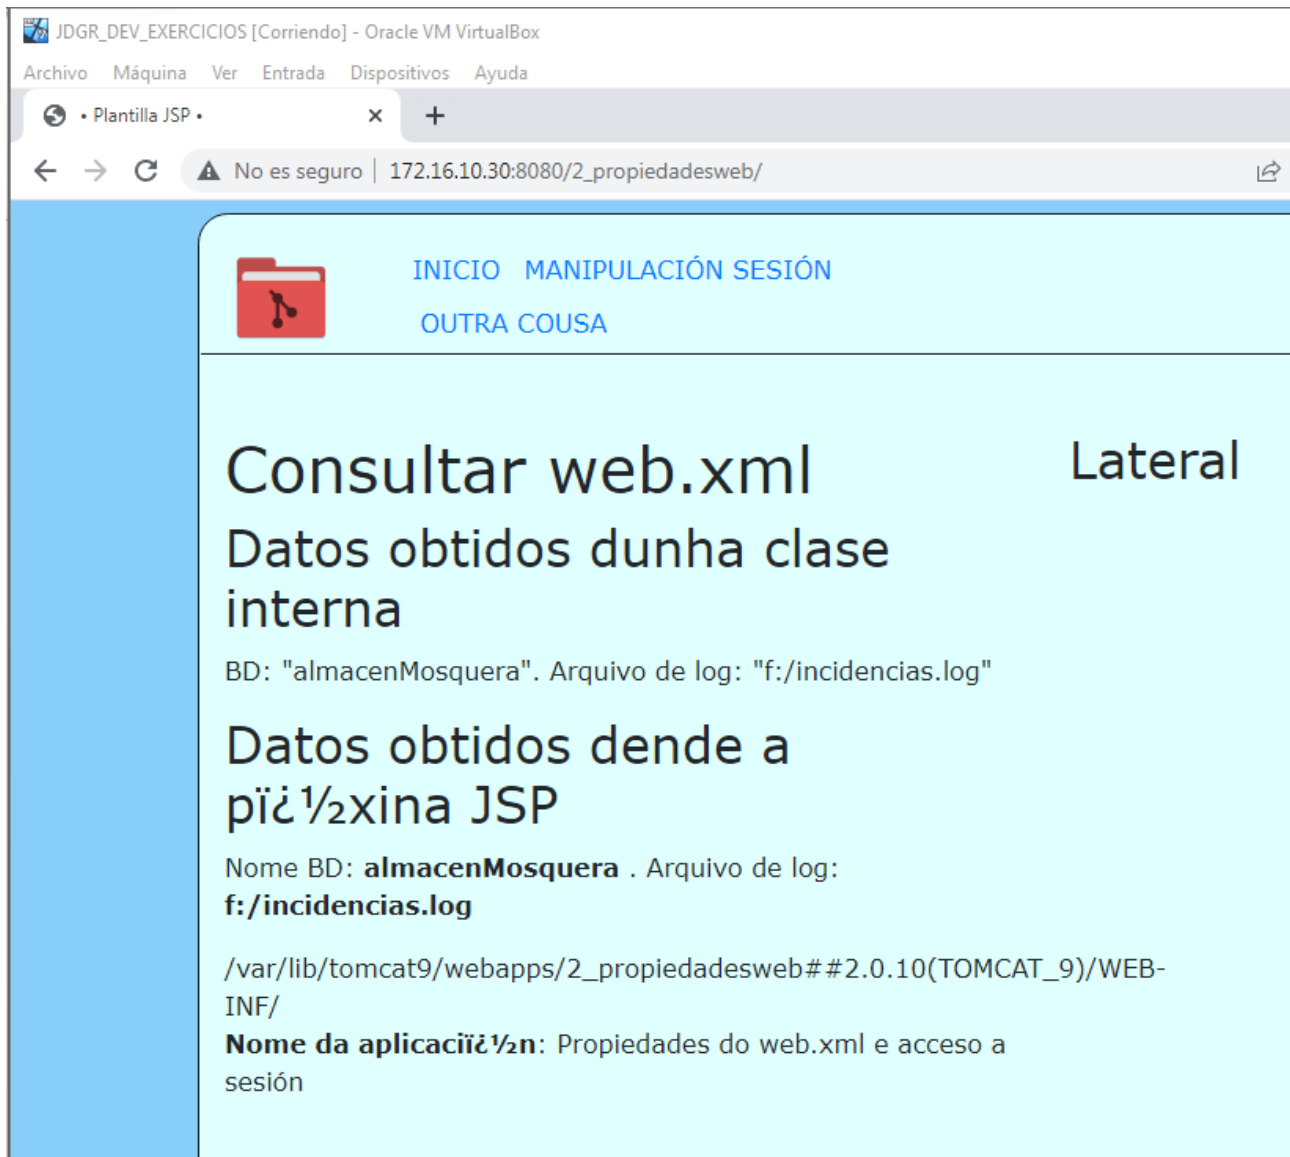 JDGR_DEV_EXERCICIOS [Corriendo] - Oracle VM VirtualBox
Archivo Máquina Ver Entrada Dispositivos Ayuda
• Plantilla JSP •
No es seguro | 172.16.10.30:8080/2_propiedadesweb/
INICIO MANIPULACIÓN SESIÓN
OUTRA COUSA
Consultar web.xml
Lateral
Datos obtidos dunha clase
interna
BD: "almacenMosquera". Arquivo de log: "f:/incidencias.log"
Datos obtidos dende a
pï¿½xina JSP
Nome BD: almacenMosquera . Arquivo de log:
f:/incidencias.log
/var/lib/tomcat9/webapps/2_propiedadesweb##2.0.10(TOMCAT_9)/WEB-
INF/
Nome da aplicaciï¿½n: Propiedades do web.xml e acceso a
sesión